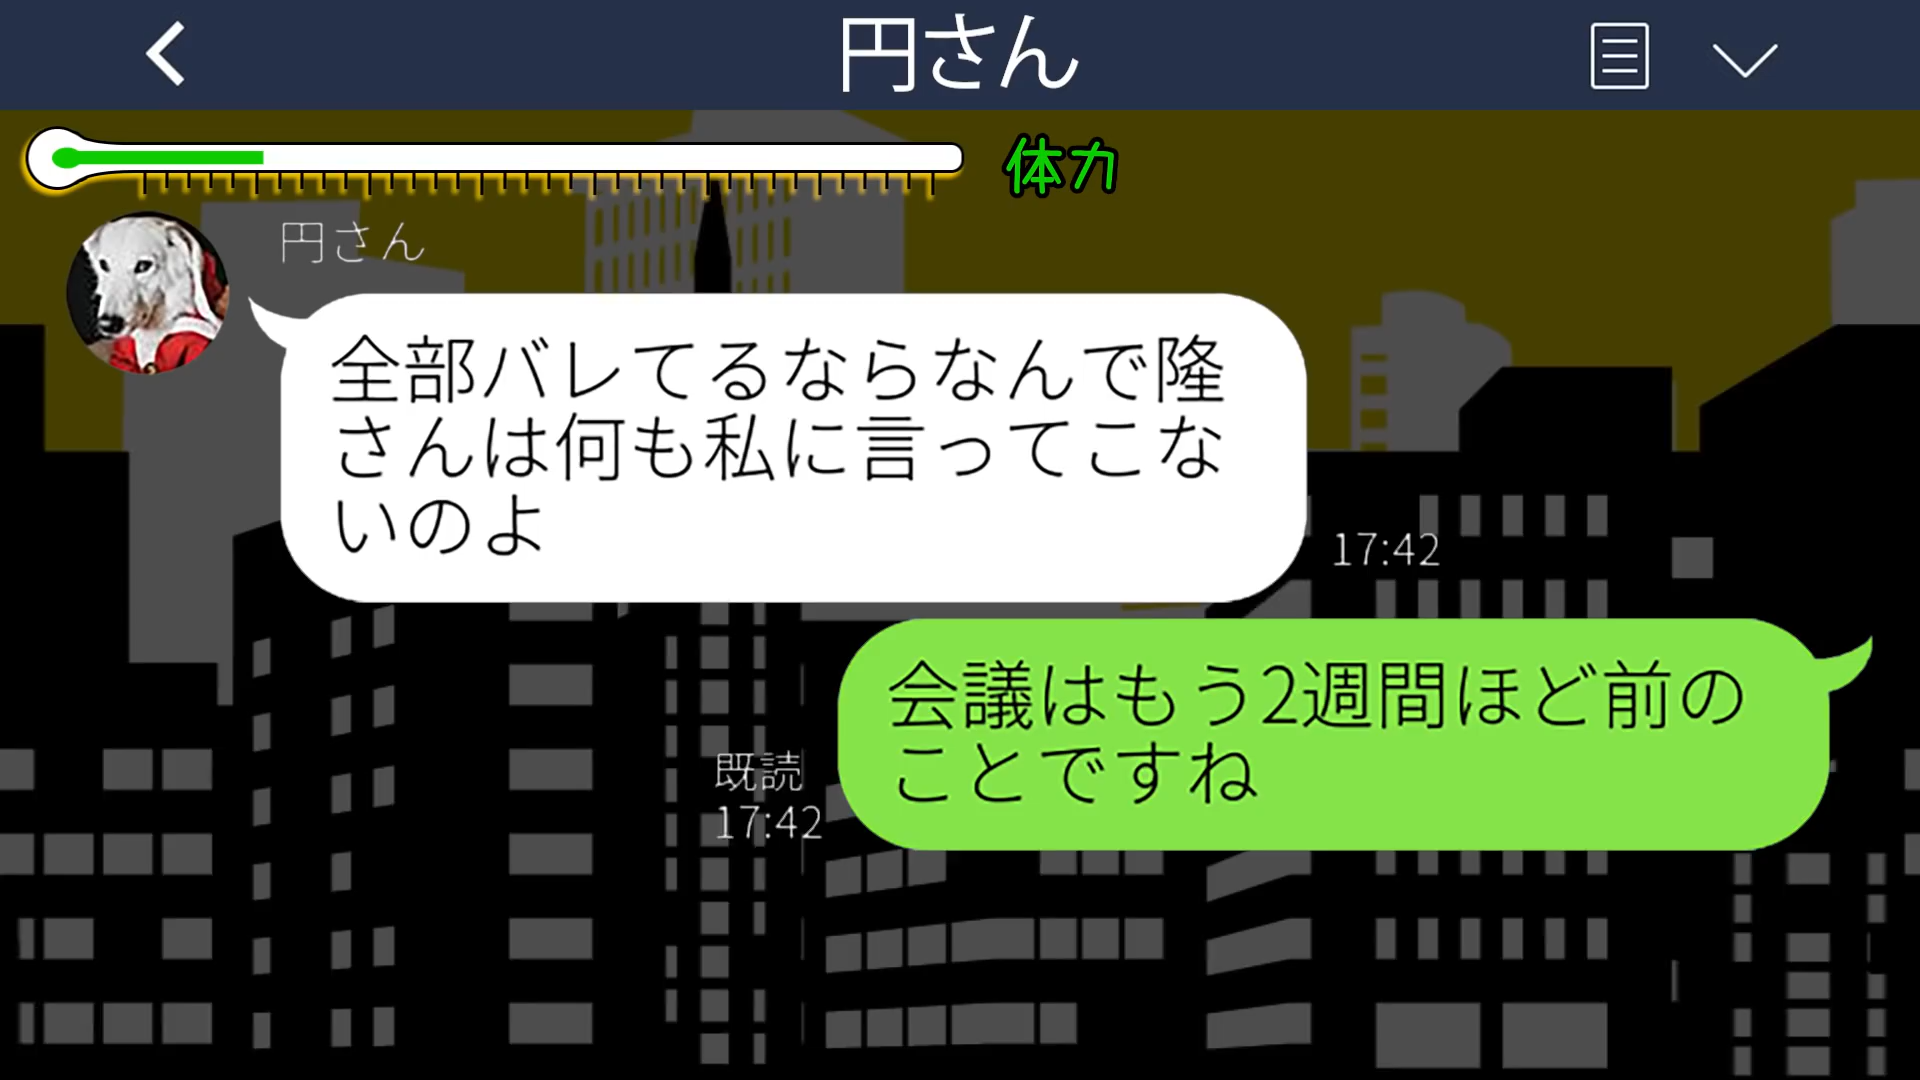 円さん
体力
円さん
全部バレてるならなんで隆
さんは何も私に言ってこな
いのよ
17:42
会議はもう2週間ほど前の
ことですね
既読
17:42